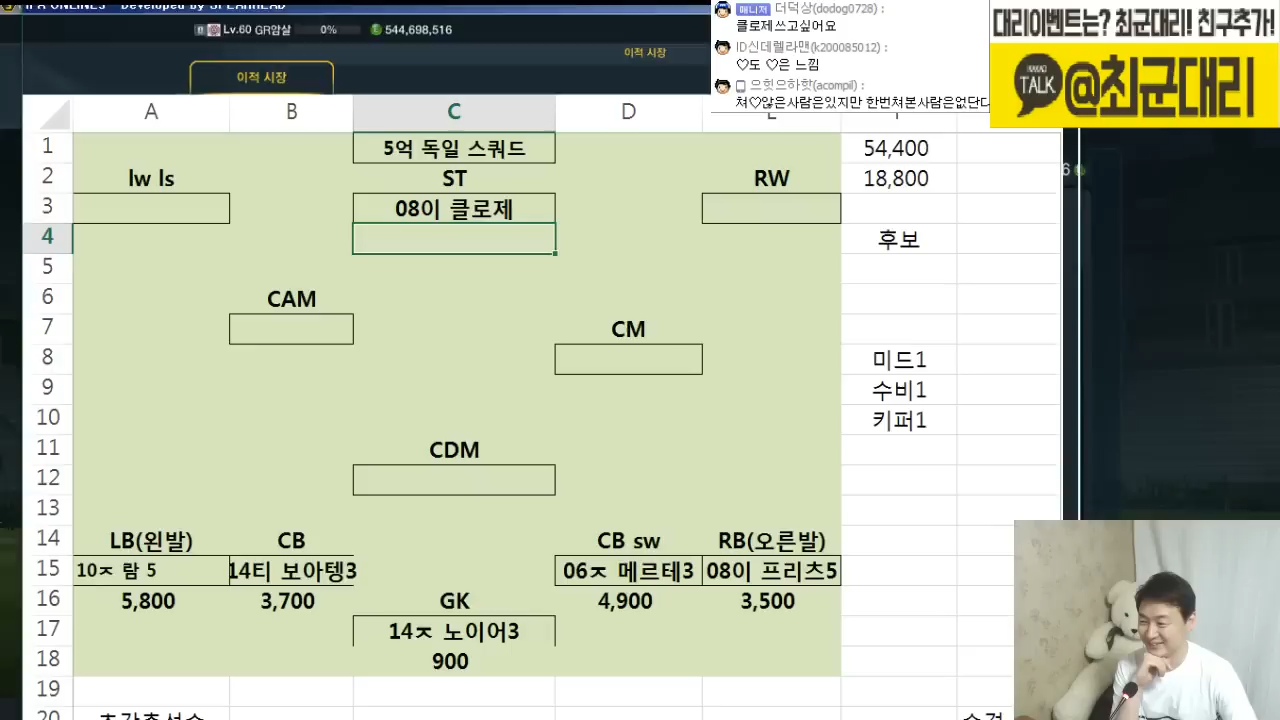 Lv.60 GR암살 0% 544,698,516
이적 시장
이적 시장
매니저 더덕상(dodog0728) :
클로제쓰고싶어요
ID신데렐라맨(k200085012) :
♡도 ♡은 느낌
으힛으하핫(acompil) :
쳐♡않은사람은있지만 한번쳐본사람은없단다
대리이벤트는? 최군대리! 친구추가!
TALK @최군대리
A B C D
1 5억 독일 스쿼드 54,400
2 lw ls ST RW 18,800
3 08이 클로제
4 후보
5
6 CAM
7 CM
8 미드1
9 수비1
10 키퍼1
11 CDM
12
13
14 LB(왼발) CB CB sw RB(오른발)
15 10ㅈ 람 5 14티 보아텡3 06ㅈ 메르테3 08이 프리츠5
16 5,800 3,700 GK 4,900 3,500
17 14ㅈ 노이어3
18 900
19
20